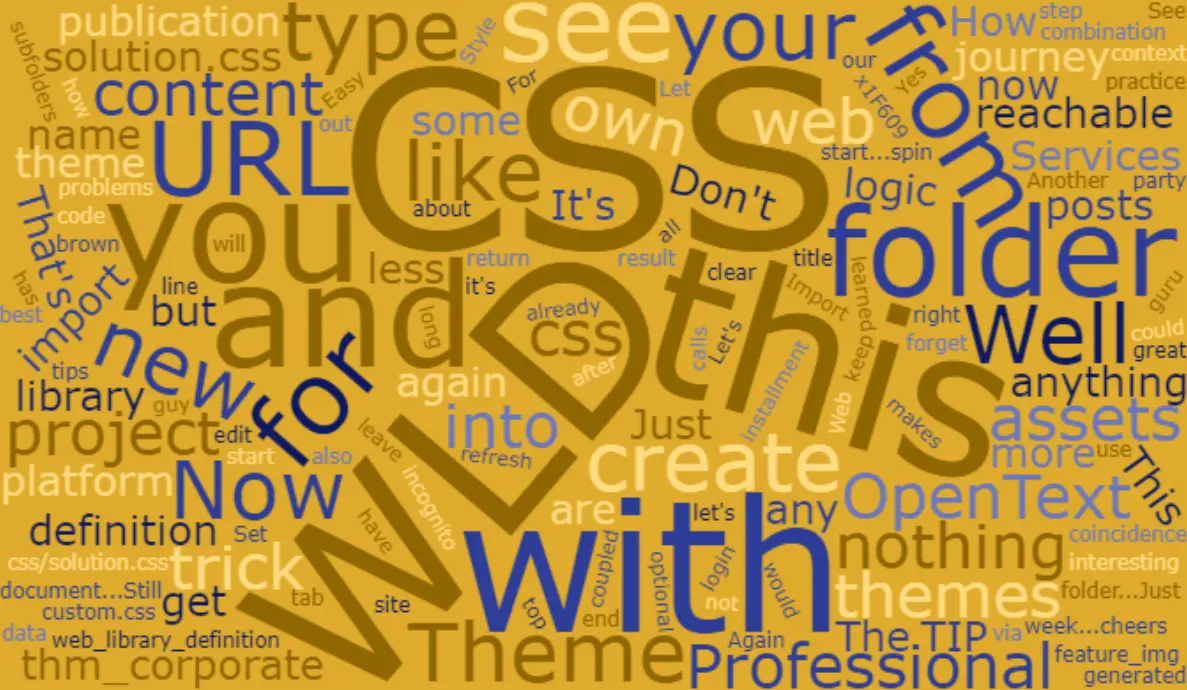 publication
type
see
your
from
How
step
combination
See
subfolders
solution.css
Style
our
journey
context
content
Easy
For
Let
x1F609
Yes
now
practice
how
out
CSS
some
own
web
reachable
name
URL
like
start...spin
Services
theme
problems
about
It's
Don't
logic
Another
party
That's
code
you
all
title
folder
posts
brown
will
less
return
result
clear
this
has
import
line
it's
Import
learned
guru
best
but
and
long
already
WLD
css
calls
Let's
keep
right
forget
Well
could
great
new
for
tips
after
library
guy
again
Installment
Web
makes
anything
project
edit
leave
into
Just
assets
start
also
refresh
create
more
use
This
platform
Now
incognito
are
let's
any
OpenText
definition
Set
have
with
nothing
coincidence
css/solution.css
trick
coupled
optional
login
would
interesting
document...Still
get
tab
site
top
end
not
themes
folder...Just
custom.css
data
web_library_definition
Theme
Again
The
TIP
via
week...cheers
thm_corporate
Professional
feature_img
generated